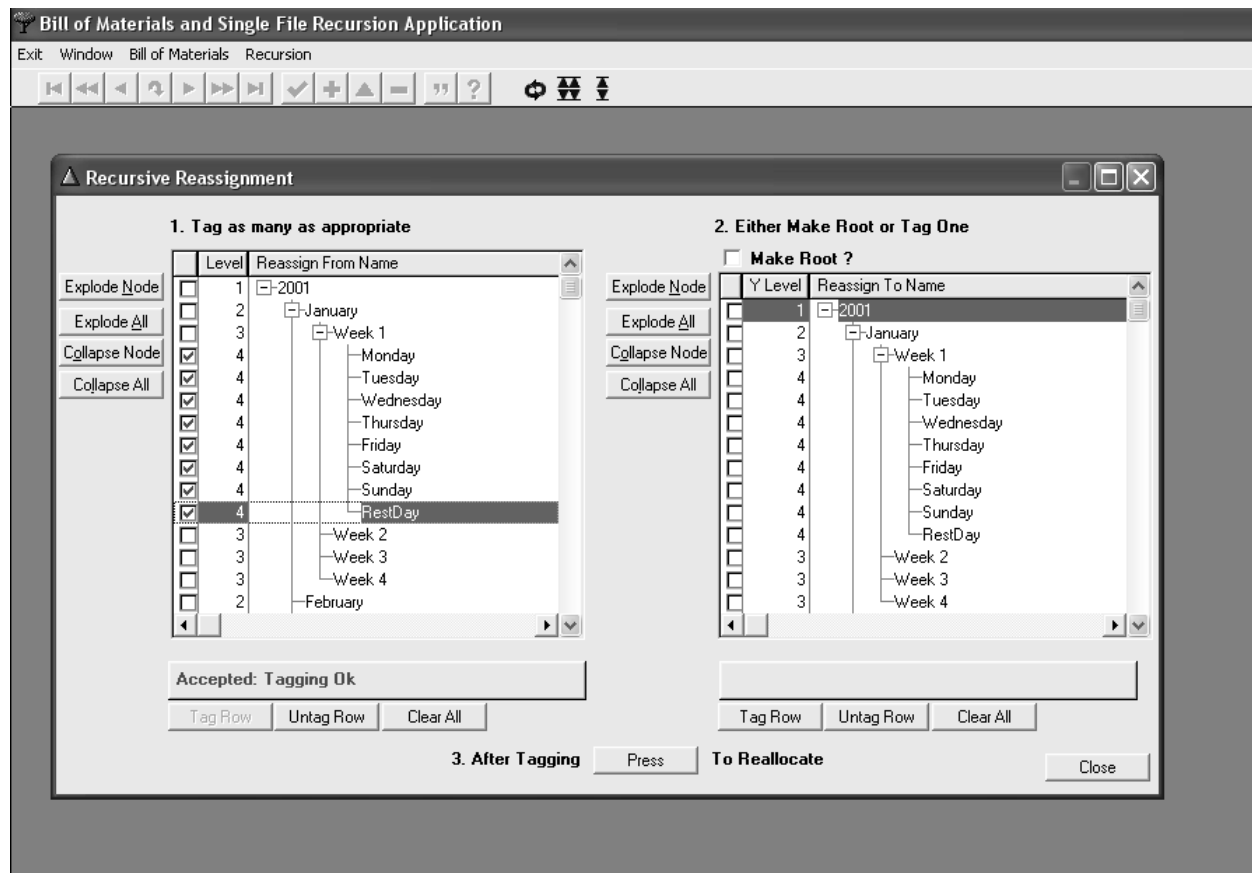 Bill of Materials and Single File Recursion Application
Exit Window Bill of Materials Recursion
Recursive Reassignment
1. Tag as many as appropriate
Level Reassign From Name
Explode Node
Explode All
Collapse Node
Collapse All
1 2001
2 January
3 Week 1
4 Monday
4 Tuesday
4 Wednesday
4 Thursday
4 Friday
4 Saturday
4 Sunday
4 RestDay
3 Week 2
3 Week 3
3 Week 4
2 February
Accepted: Tagging Ok
Tag Row Untag Row Clear All
2. Either Make Root or Tag One
Make Root ?
Y Level Reassign To Name
Explode Node
Explode All
Collapse Node
Collapse All
1 2001
2 January
3 Week 1
4 Monday
4 Tuesday
4 Wednesday
4 Thursday
4 Friday
4 Saturday
4 Sunday
4 RestDay
3 Week 2
3 Week 3
3 Week 4
Tag Row Untag Row Clear All
3. After Tagging Press To Reallocate
Close